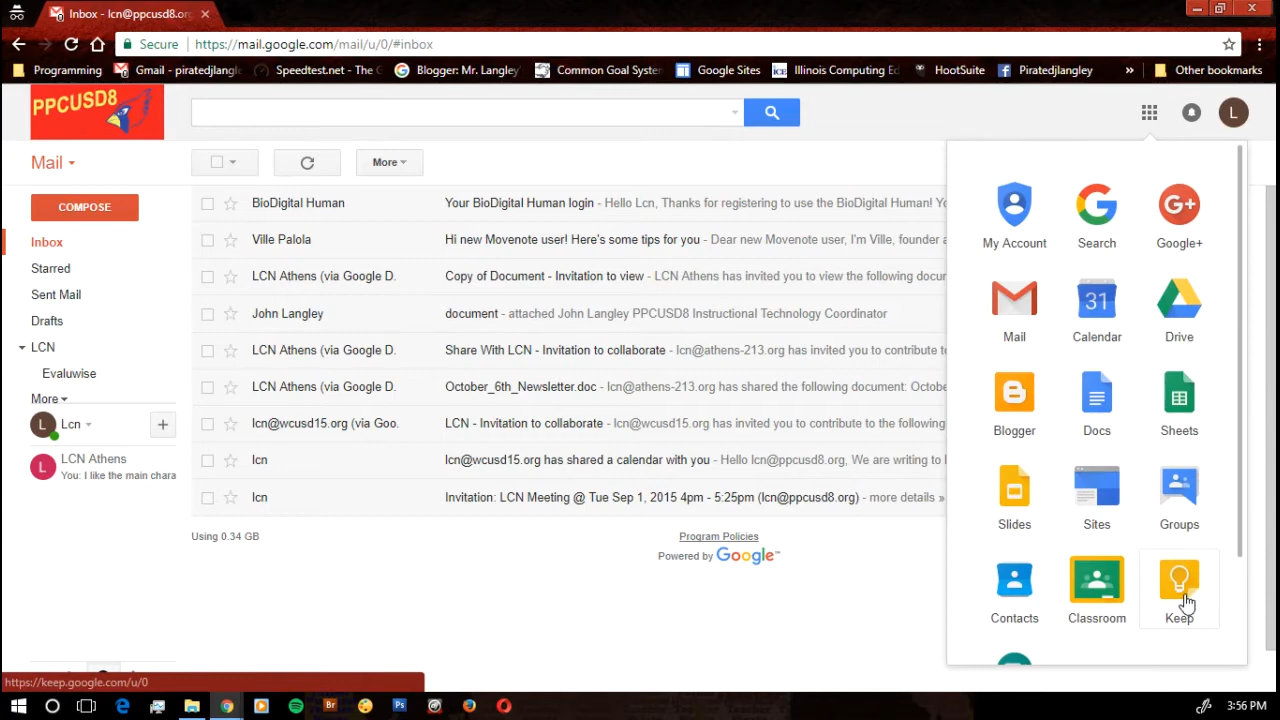 Inbox - lcn@ppcusd8.org
Secure https://mail.google.com/mail/u/0/#inbox
Programming Gmail - piratedjlangle Speedtest.net - The G Blogger: Mr. Langley' Common Goal System Google Sites Illinois Computing Ed HootSuite Piratedjlangley » Other bookmarks
PPCUSD8
L
Mail
More
COMPOSE
Inbox
Starred
Sent Mail
Drafts
LCN
Evaluwise
More
L Lcn +
L LCN Athens
You: I like the main chara
BioDigital Human Your BioDigital Human login - Hello Lcn, Thanks for registering to use the BioDigital Human! Yo
Ville Palola Hi new Movenote user! Here's some tips for you - Dear new Movenote user, I'm Ville, founder a
LCN Athens (via Google D. Copy of Document - Invitation to view - LCN Athens has invited you to view the following docur
John Langley document - attached John Langley PPCUSD8 Instructional Technology Coordinator
LCN Athens (via Google D. Share With LCN - Invitation to collaborate - lcn@athens-213.org has invited you to contribute to
LCN Athens (via Google D. October_6th_Newsletter.doc - lcn@athens-213.org has shared the following document: Octobe
lcn@wcusd15.org (via Goo. LCN - Invitation to collaborate - lcn@wcusd15.org has invited you to contribute to the following
lcn lcn@wcusd15.org has shared a calendar with you - Hello lcn@ppcusd8.org, We are writing to l
lcn Invitation: LCN Meeting @ Tue Sep 1, 2015 4pm - 5:25pm (lcn@ppcusd8.org) - more details »
Using 0.34 GB
Program Policies
Powered by Google™
My Account Search Google+
Mail Calendar Drive
31
Blogger Docs Sheets
Slides Sites Groups
Contacts Classroom Keep
https://keep.google.com/u/0
Br Ps
3:56 PM